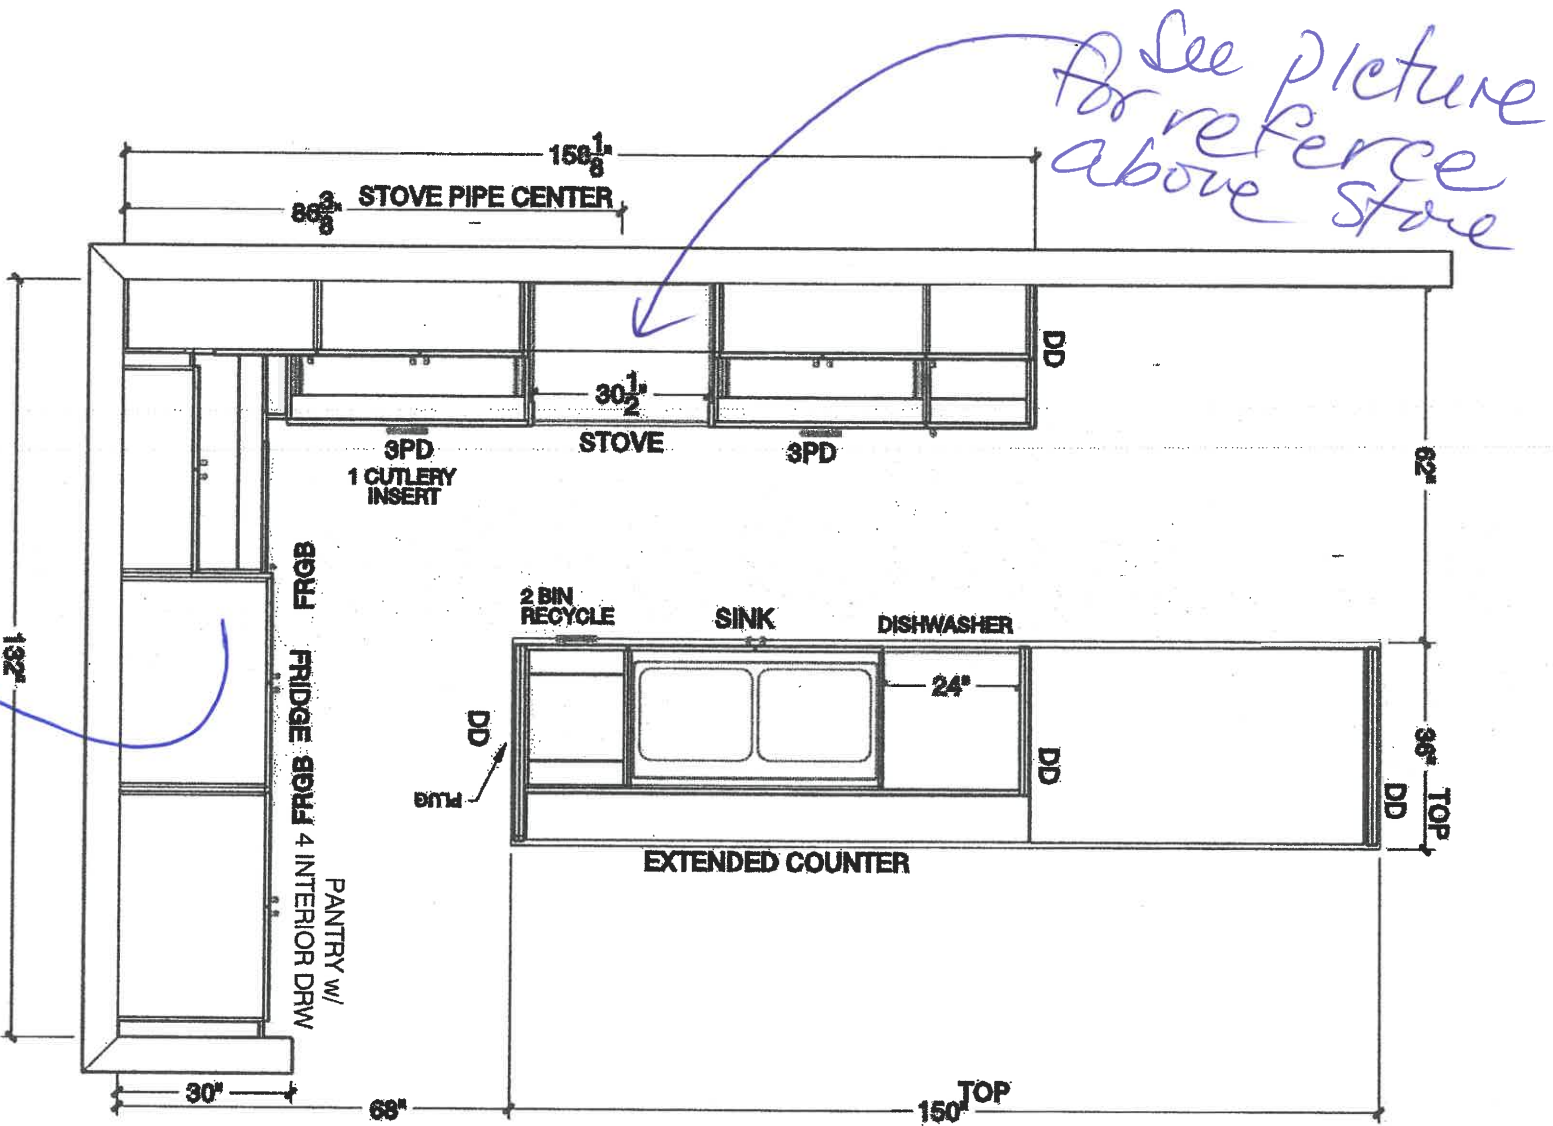 See picture
for referce
above stove
158 1/8"
86 3/8" STOVE PIPE CENTER
DD
30 1/2"
STOVE
3PD
1 CUTLERY
INSERT
3PD
62"
132"
FRGB
FRIDGE
FRGB
PANTRY w/
4 INTERIOR DRW
2 BIN
RECYCLE
SINK
DISHWASHER
24"
DD
PLUG
DD
36"
TOP
DD
EXTENDED COUNTER
30"
68"
TOP
150"